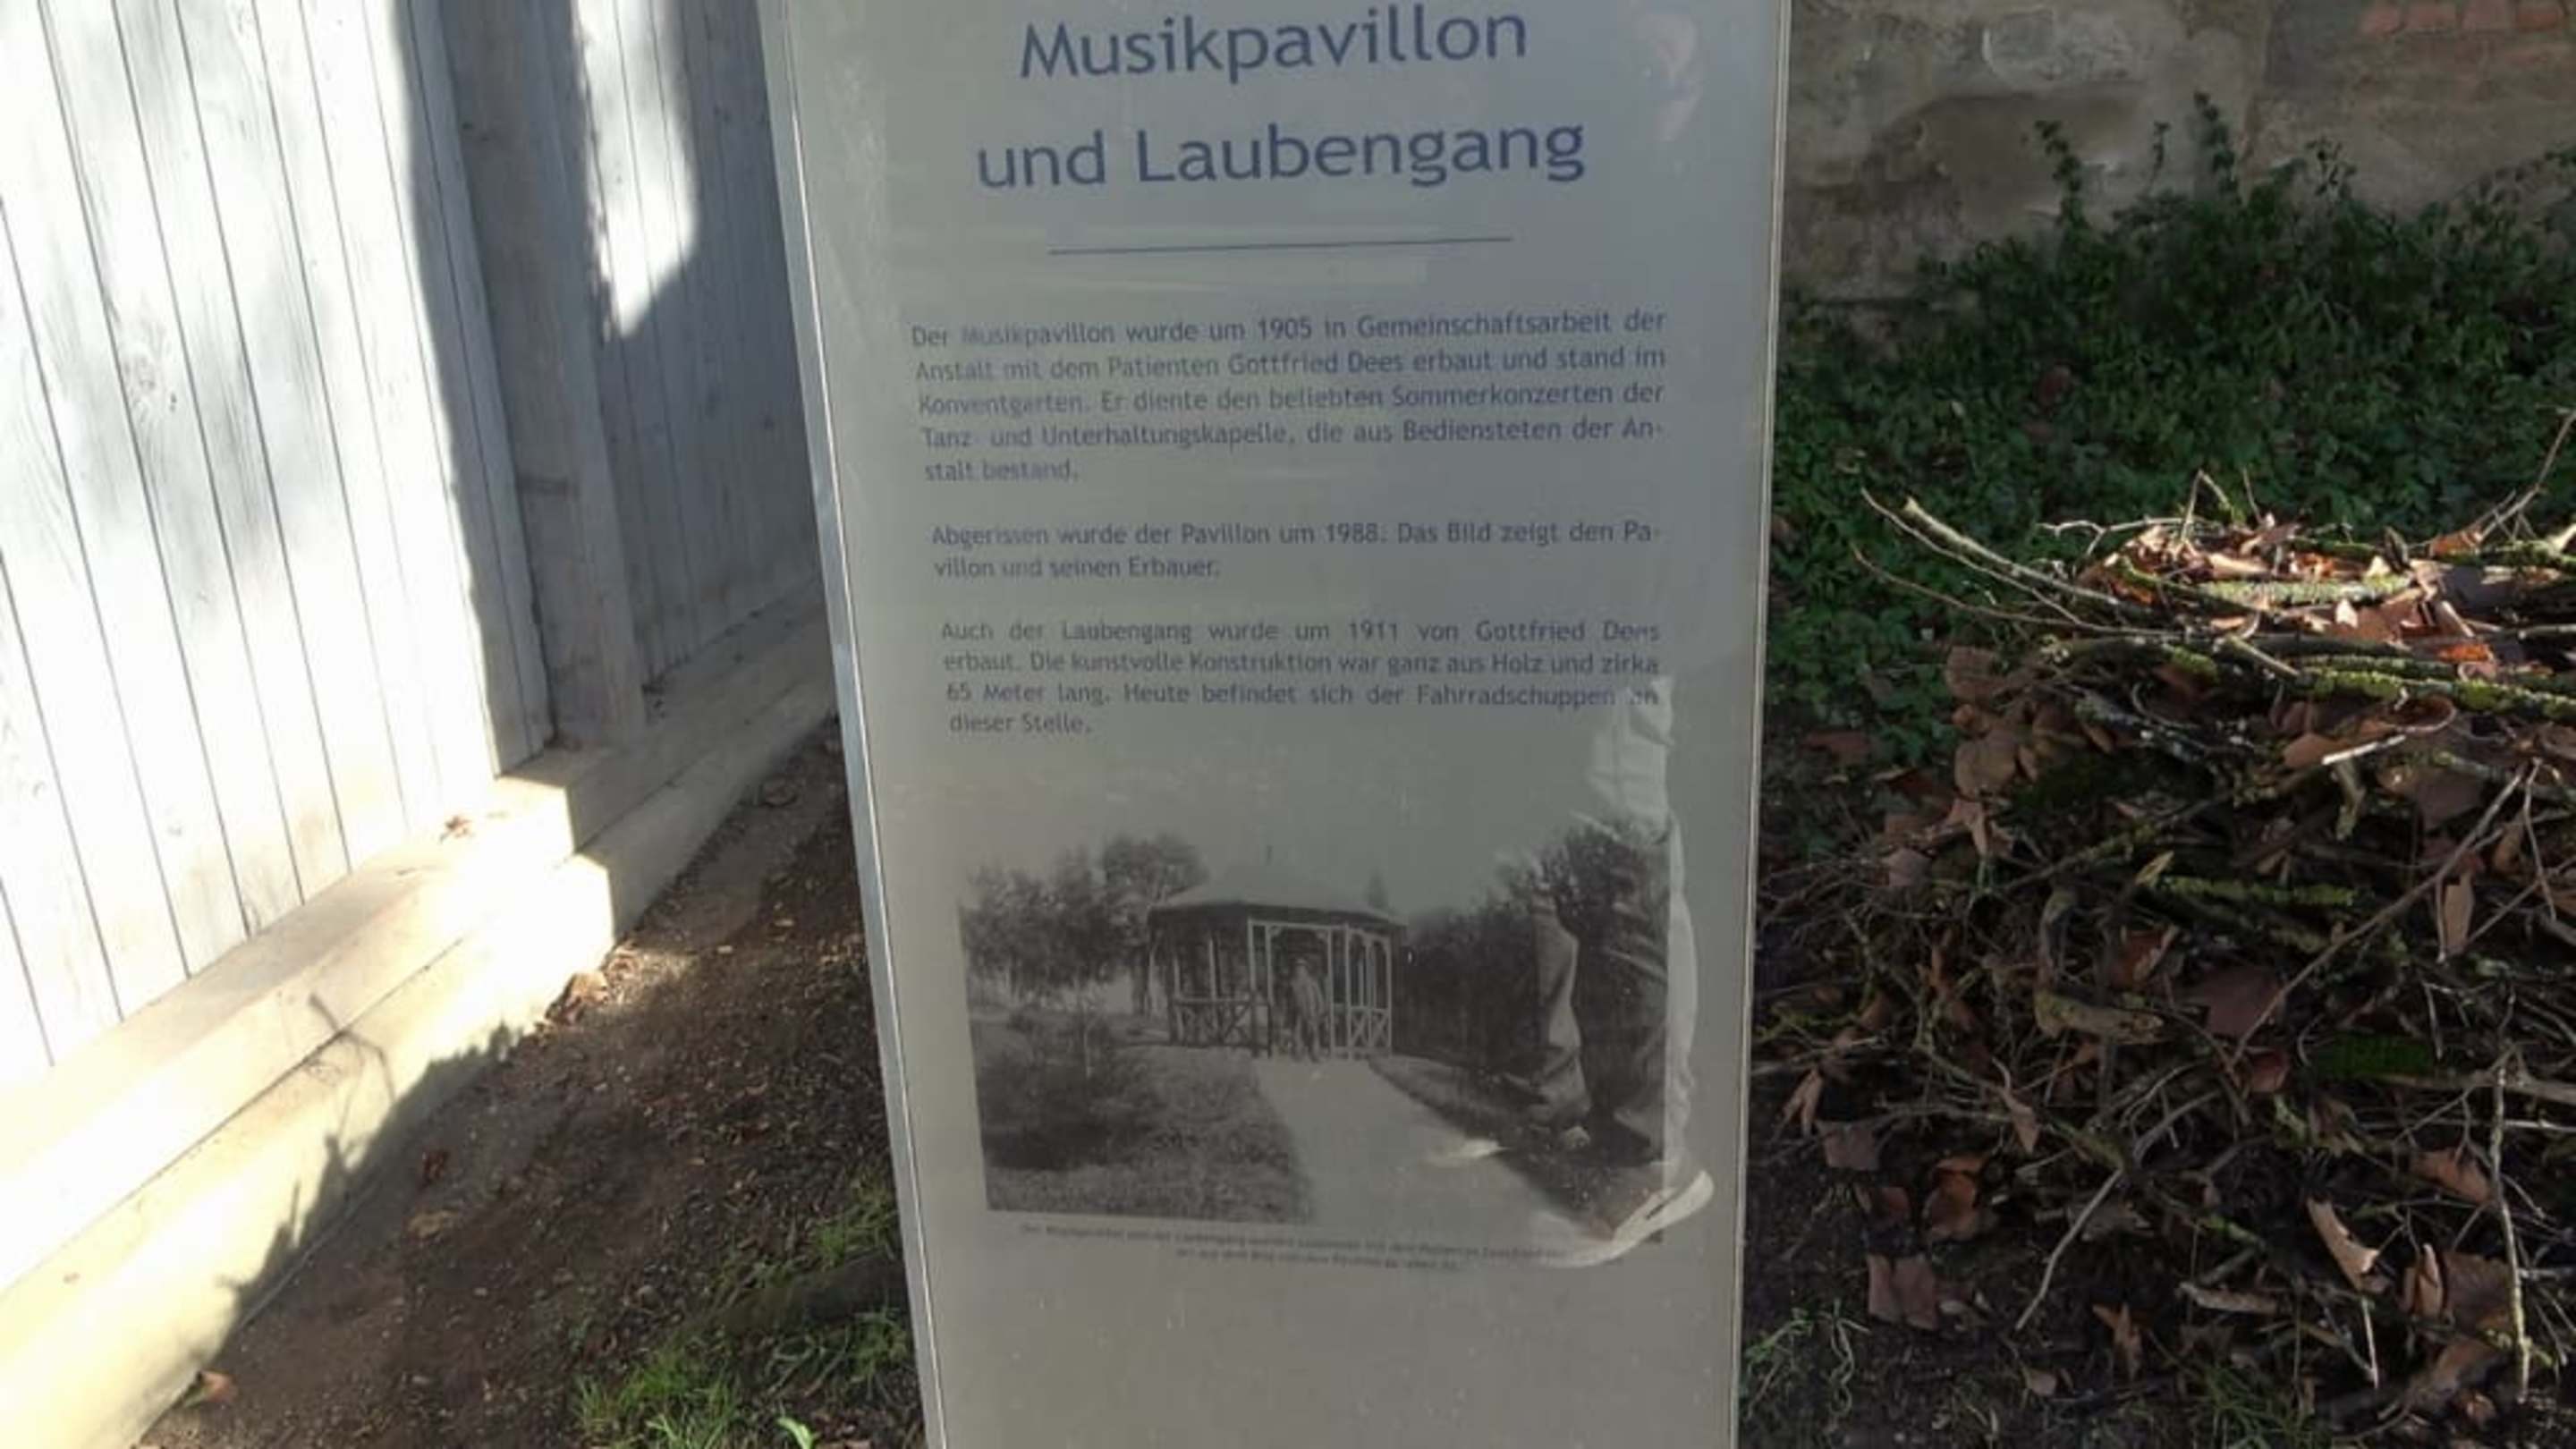 Musikpavillon
und Laubengang
Der Musikpavillon wurde um 1905 in Gemeinschaftsarbeit der
Anstalt mit dem Patienten Gottfried Dees erbaut und stand im
Konventgarten. Er diente den beliebten Sommerkonzerten der
Tanz- und Unterhaltungskapelle, die aus Bediensteten der An-
stalt bestand.
Abgerissen wurde der Pavillon um 1988. Das Bild zeigt den Pa-
villon und seinen Erbauer.
Auch der Laubengang wurde um 1911 von Gottfried Dees
erbaut. Die kunstvolle Konstruktion war ganz aus Holz und zirka
65 Meter lang. Heute befindet sich der Fahrradschuppen an
dieser Stelle.